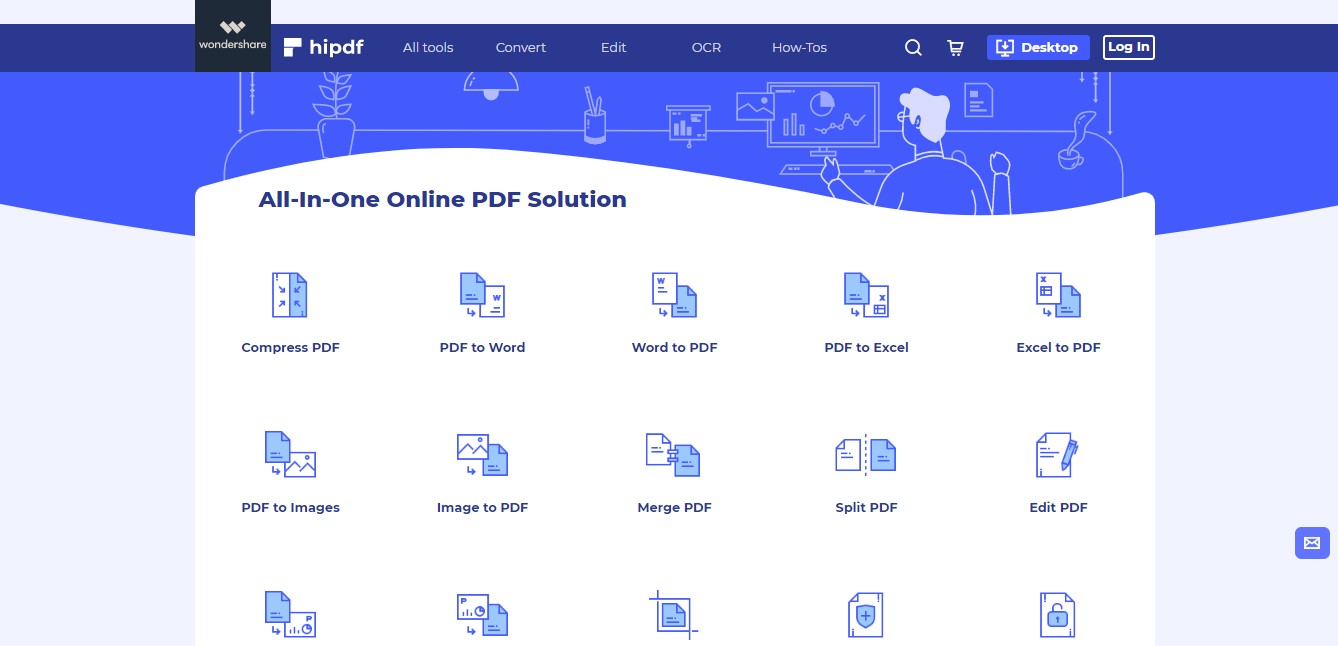 wondershare
hipdf
All tools
Convert
Edit
OCR
How-Tos
Desktop
Log In
All-In-One Online PDF Solution
Compress PDF
PDF to Word
Word to PDF
PDF to Excel
Excel to PDF
PDF to Images
Image to PDF
Merge PDF
Split PDF
Edit PDF